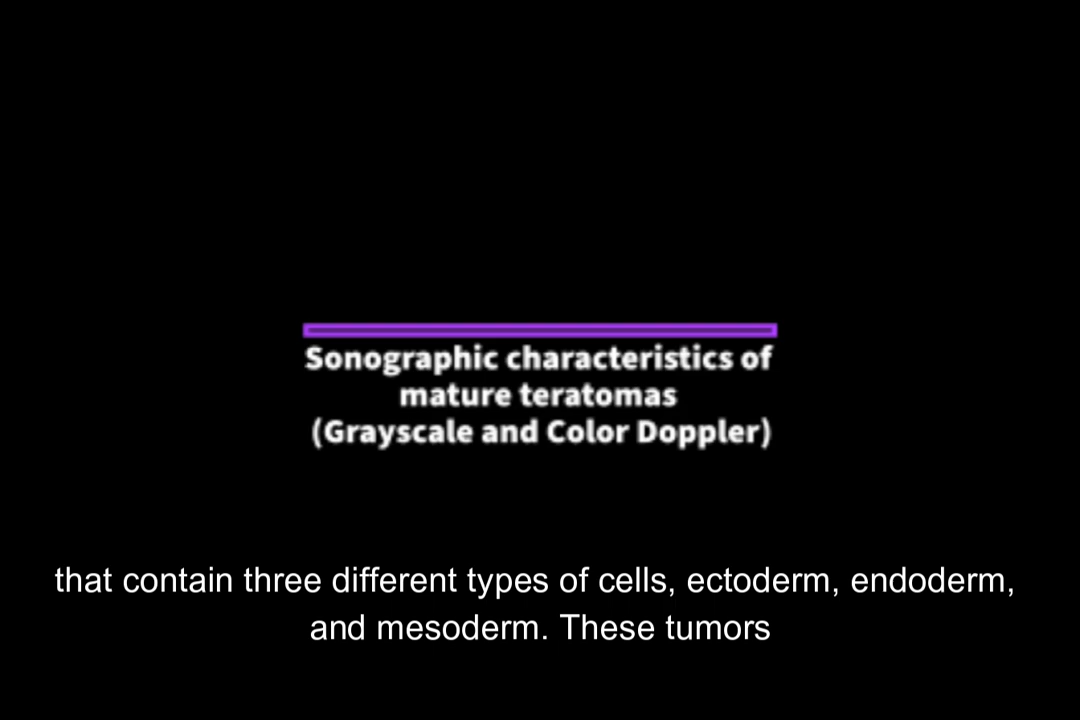 Sonographic characteristics of
mature teratomas
(Grayscale and Color Doppler)
that contain three different types of cells, ectoderm, endoderm,
and mesoderm. These tumors